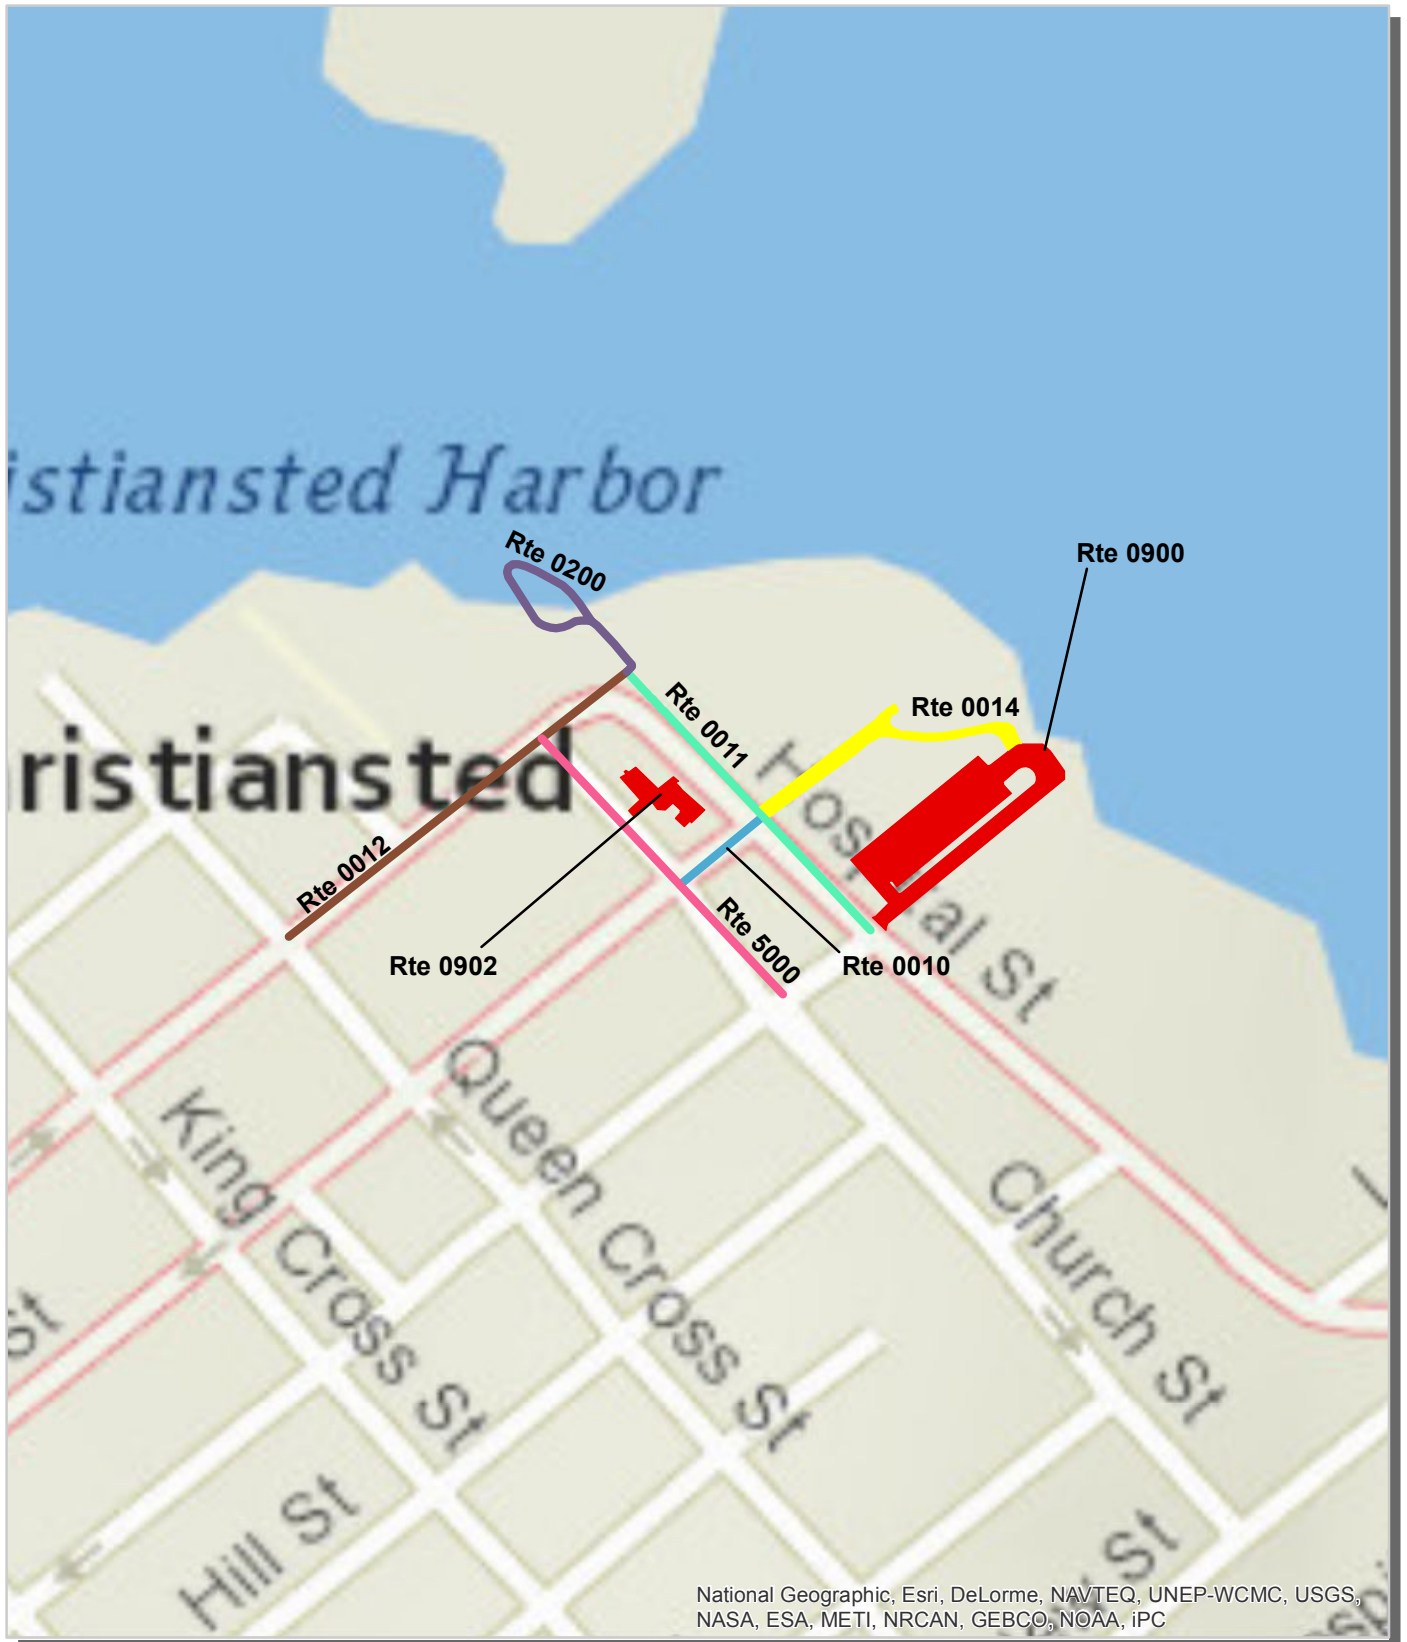 istiansted Harbor
Rte 0200
Rte 0900
Rte 0011
Rte 0014
ristiansted
Hospital St
Rte 0012
Rte 0902
Rte 5000
Rte 0010
King Cross St
Queen Cross St
Church St
St
Hill St
St
National Geographic, Esri, DeLorme, NAVTEQ, UNEP-WCMC, USGS,
NASA, ESA, METI, NRCAN, GEBCO, NOAA, iPC